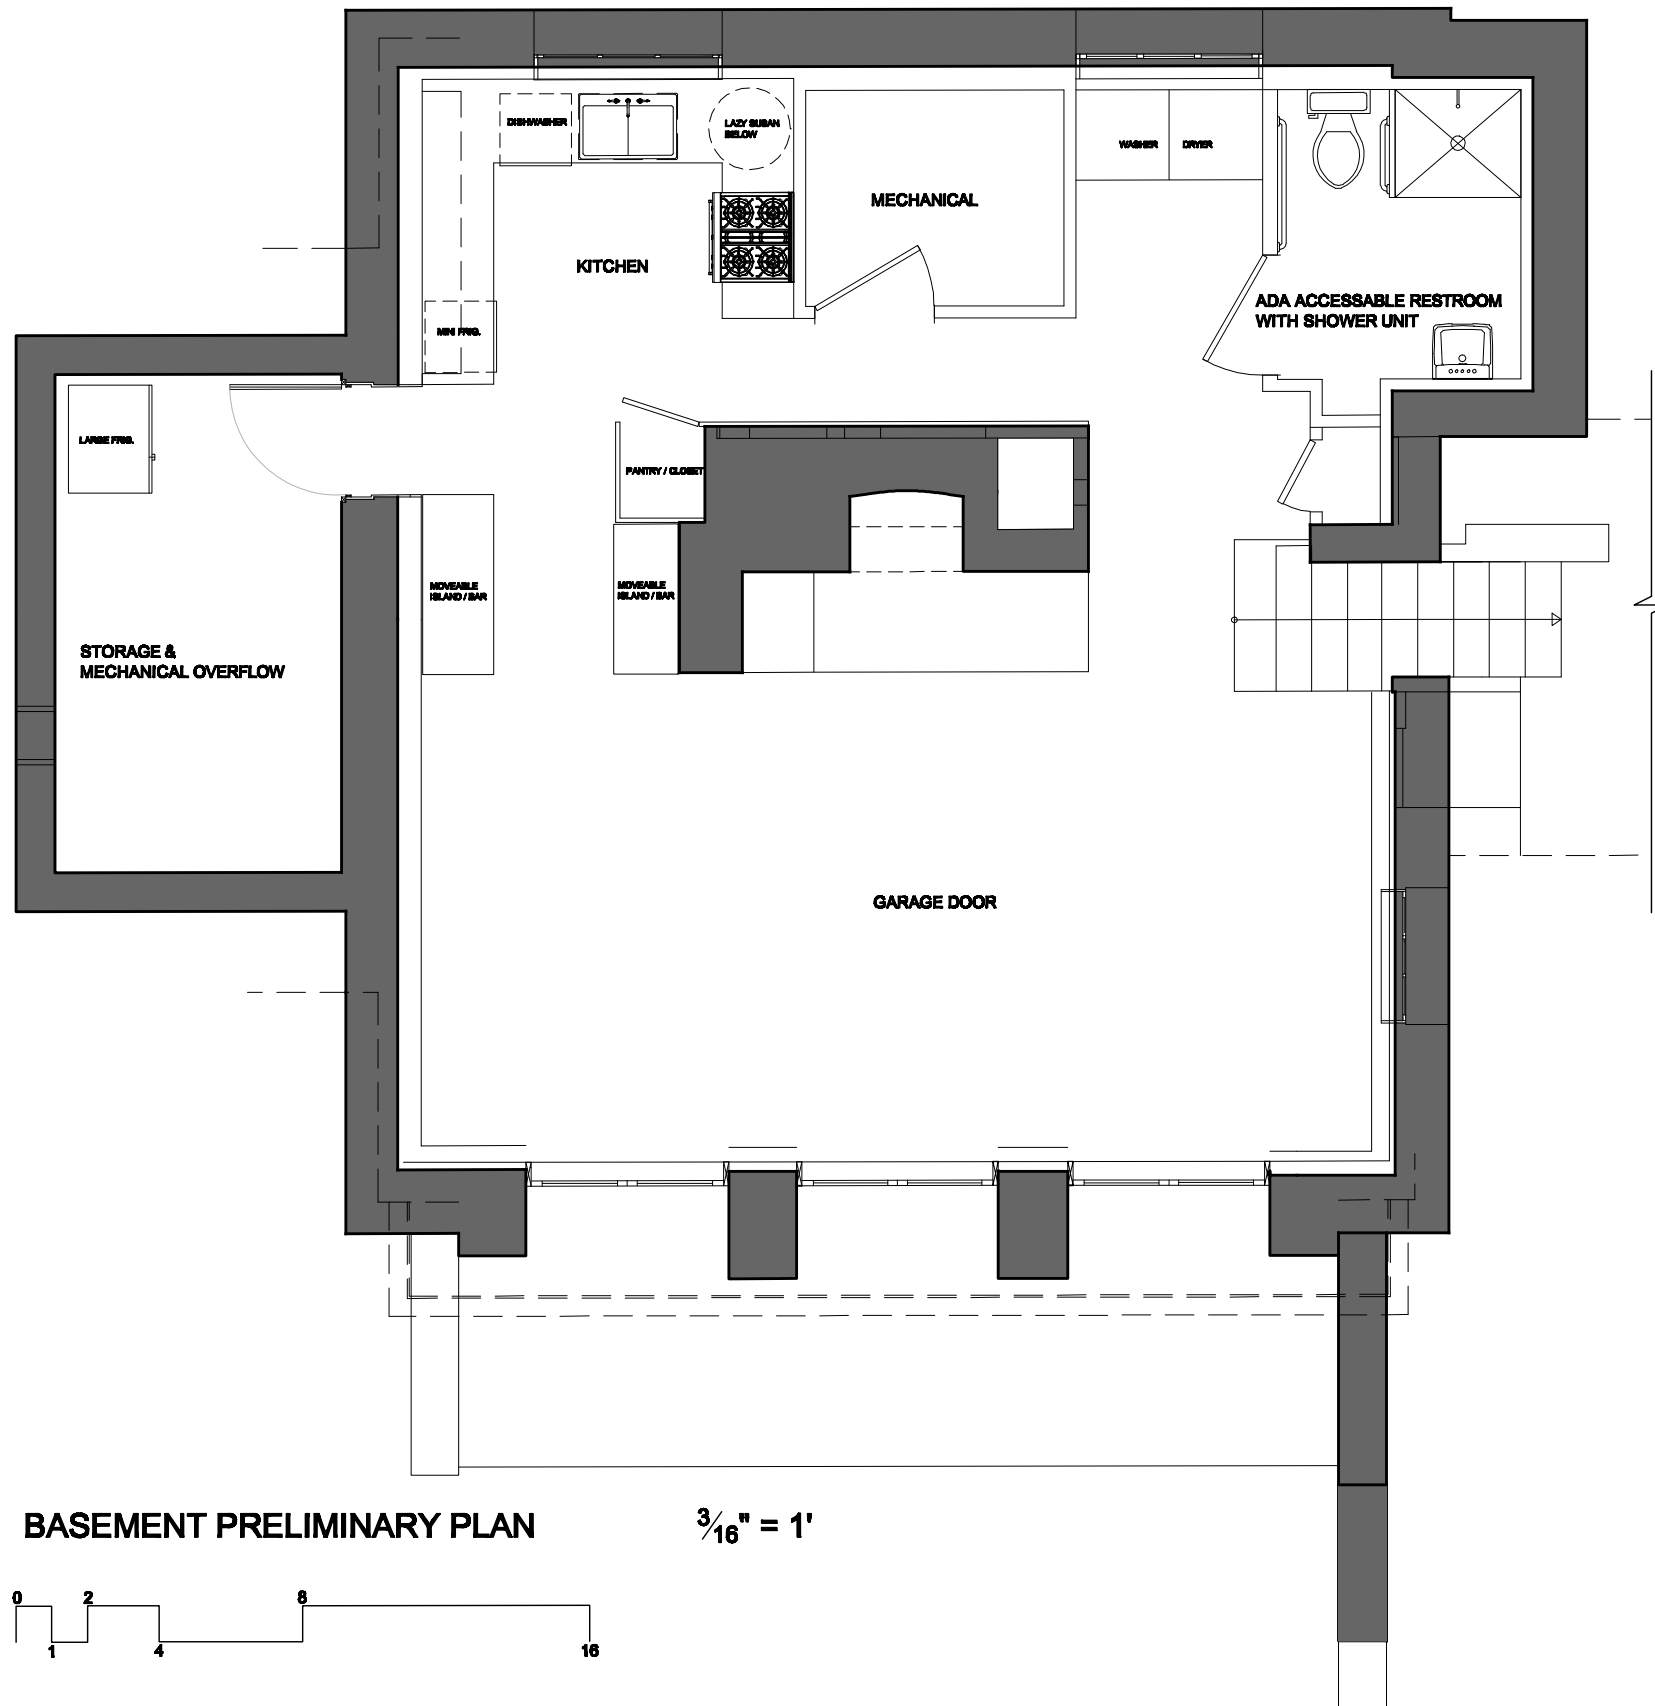 DISHWASHER
LAZY SUSAN
BELOW
WASHER
DRYER
MECHANICAL
KITCHEN
ADA ACCESSABLE RESTROOM
WITH SHOWER UNIT
MINI FRIG.
LARGE FRIG.
PANTRY / CLOSET
MOVEABLE
ISLAND / BAR
MOVEABLE
ISLAND / BAR
STORAGE &
MECHANICAL OVERFLOW
GARAGE DOOR
BASEMENT PRELIMINARY PLAN
3/16" = 1'
0 2 8
1 4 16